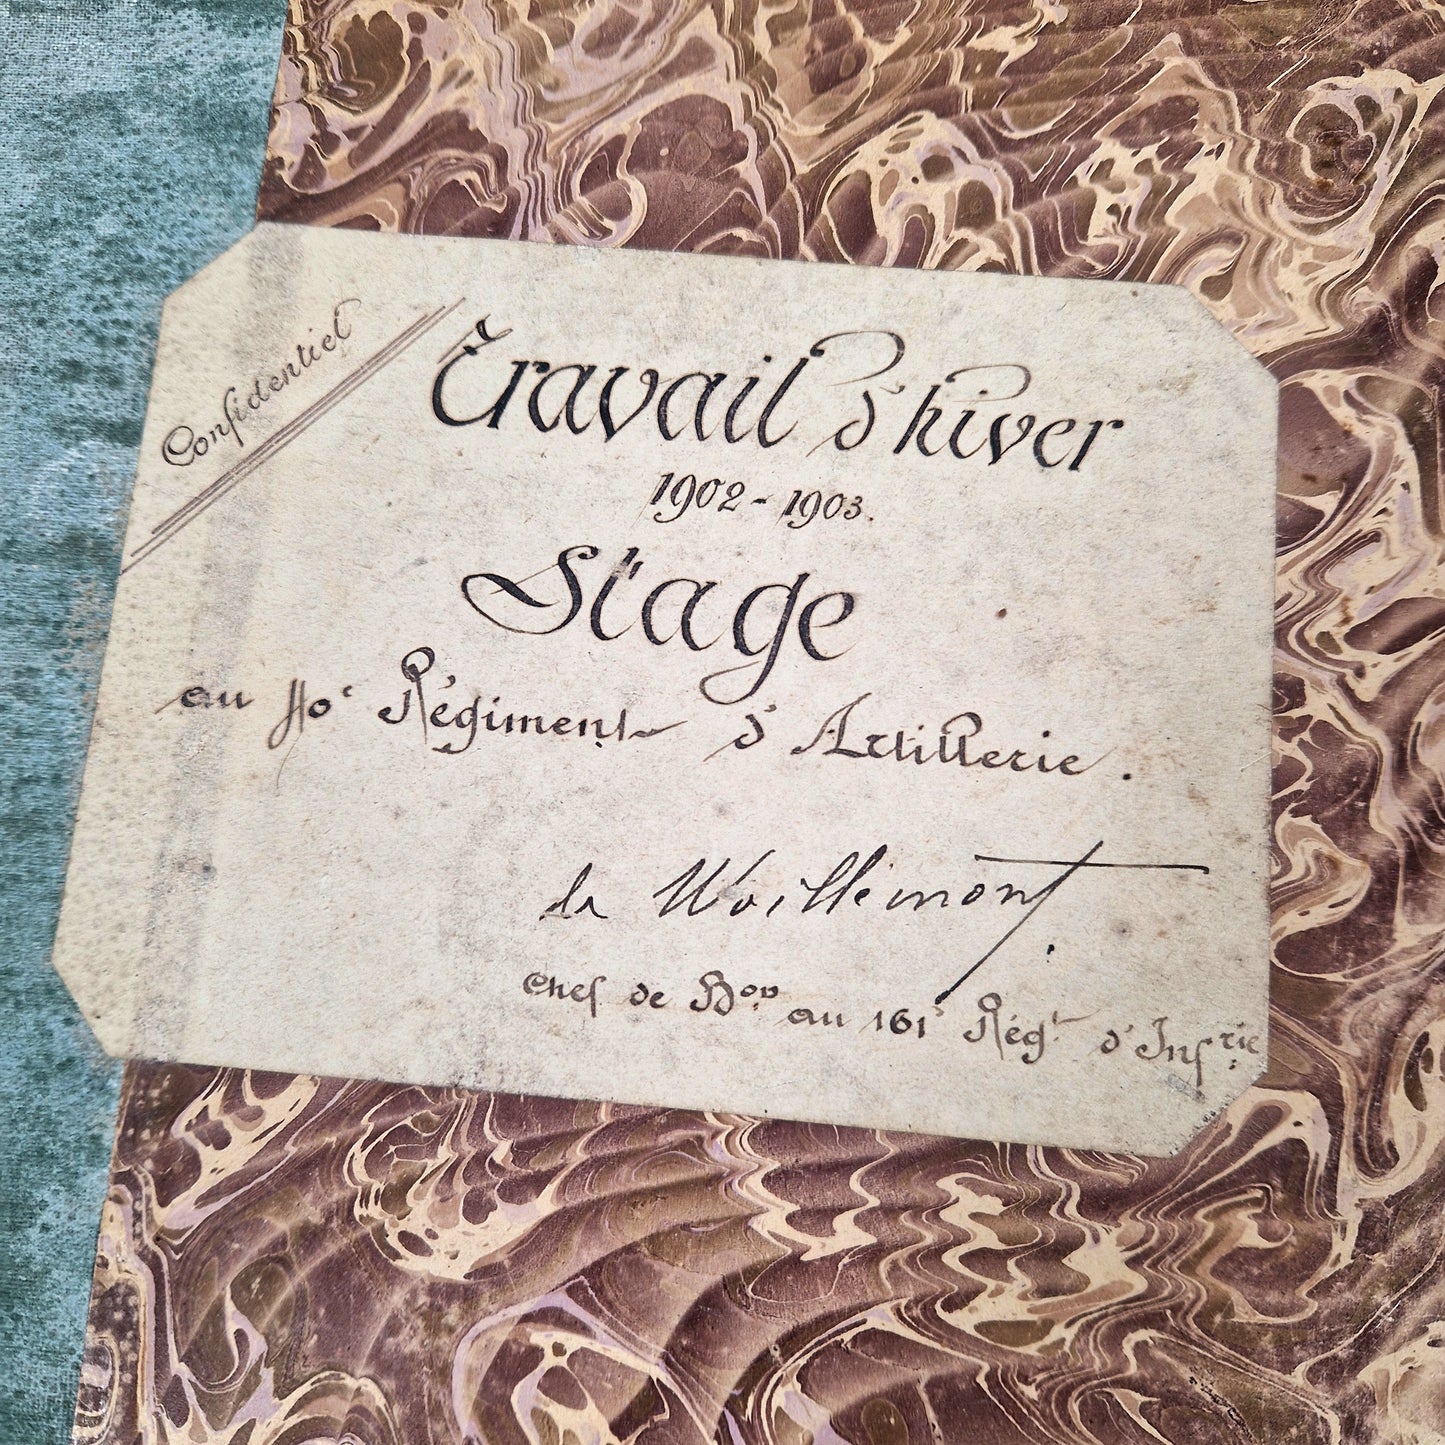 Confidentiel
Travail d'hiver
1902-1903.
Stage
au 40e Régiment d'Artillerie.
de Woillemont
Chef de Bon au 161e Régt d'Infrie